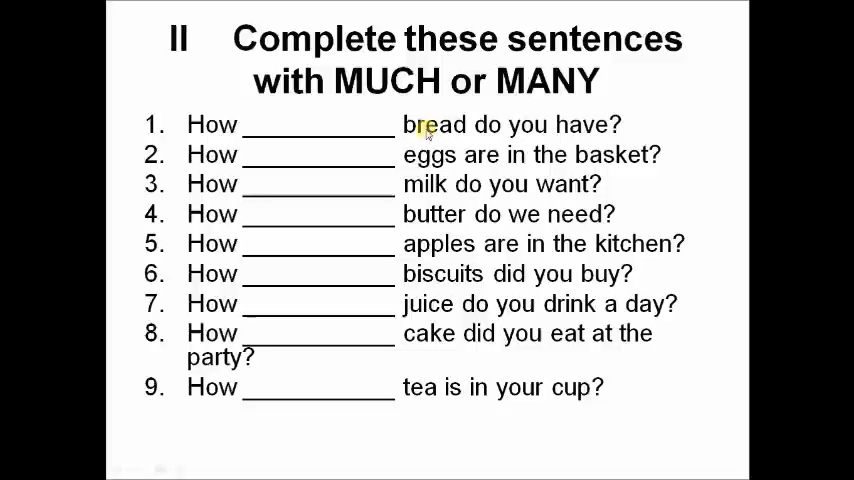 II Complete these sentences
with MUCH or MANY
1. How ___________ bread do you have?
2. How ___________ eggs are in the basket?
3. How ___________ milk do you want?
4. How ___________ butter do we need?
5. How ___________ apples are in the kitchen?
6. How ___________ biscuits did you buy?
7. How ___________ juice do you drink a day?
8. How ___________ cake did you eat at the
party?
9. How ___________ tea is in your cup?